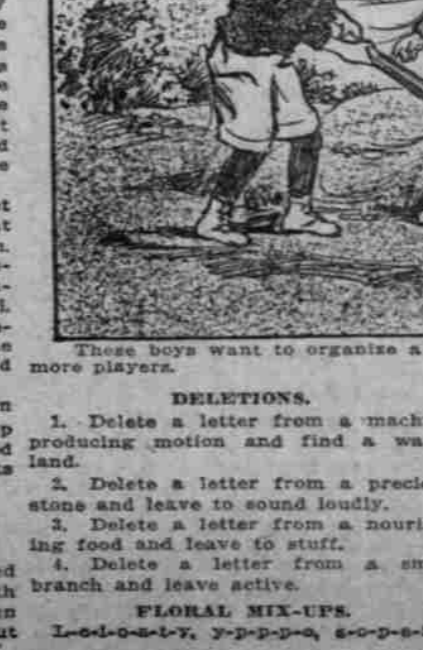 These boys want to organize a
more players.
DELETIONS.
1. Delete a letter from a mach
producing motion and find a wa
land.
2. Delete a letter from a preci
stone and leave to sound loudly.
3. Delete a letter from a nouri
ing food and leave to stuff.
4. Delete a letter from a sm
branch and leave active.
FLORAL MIX-UPS.
y-p-p-p-o,